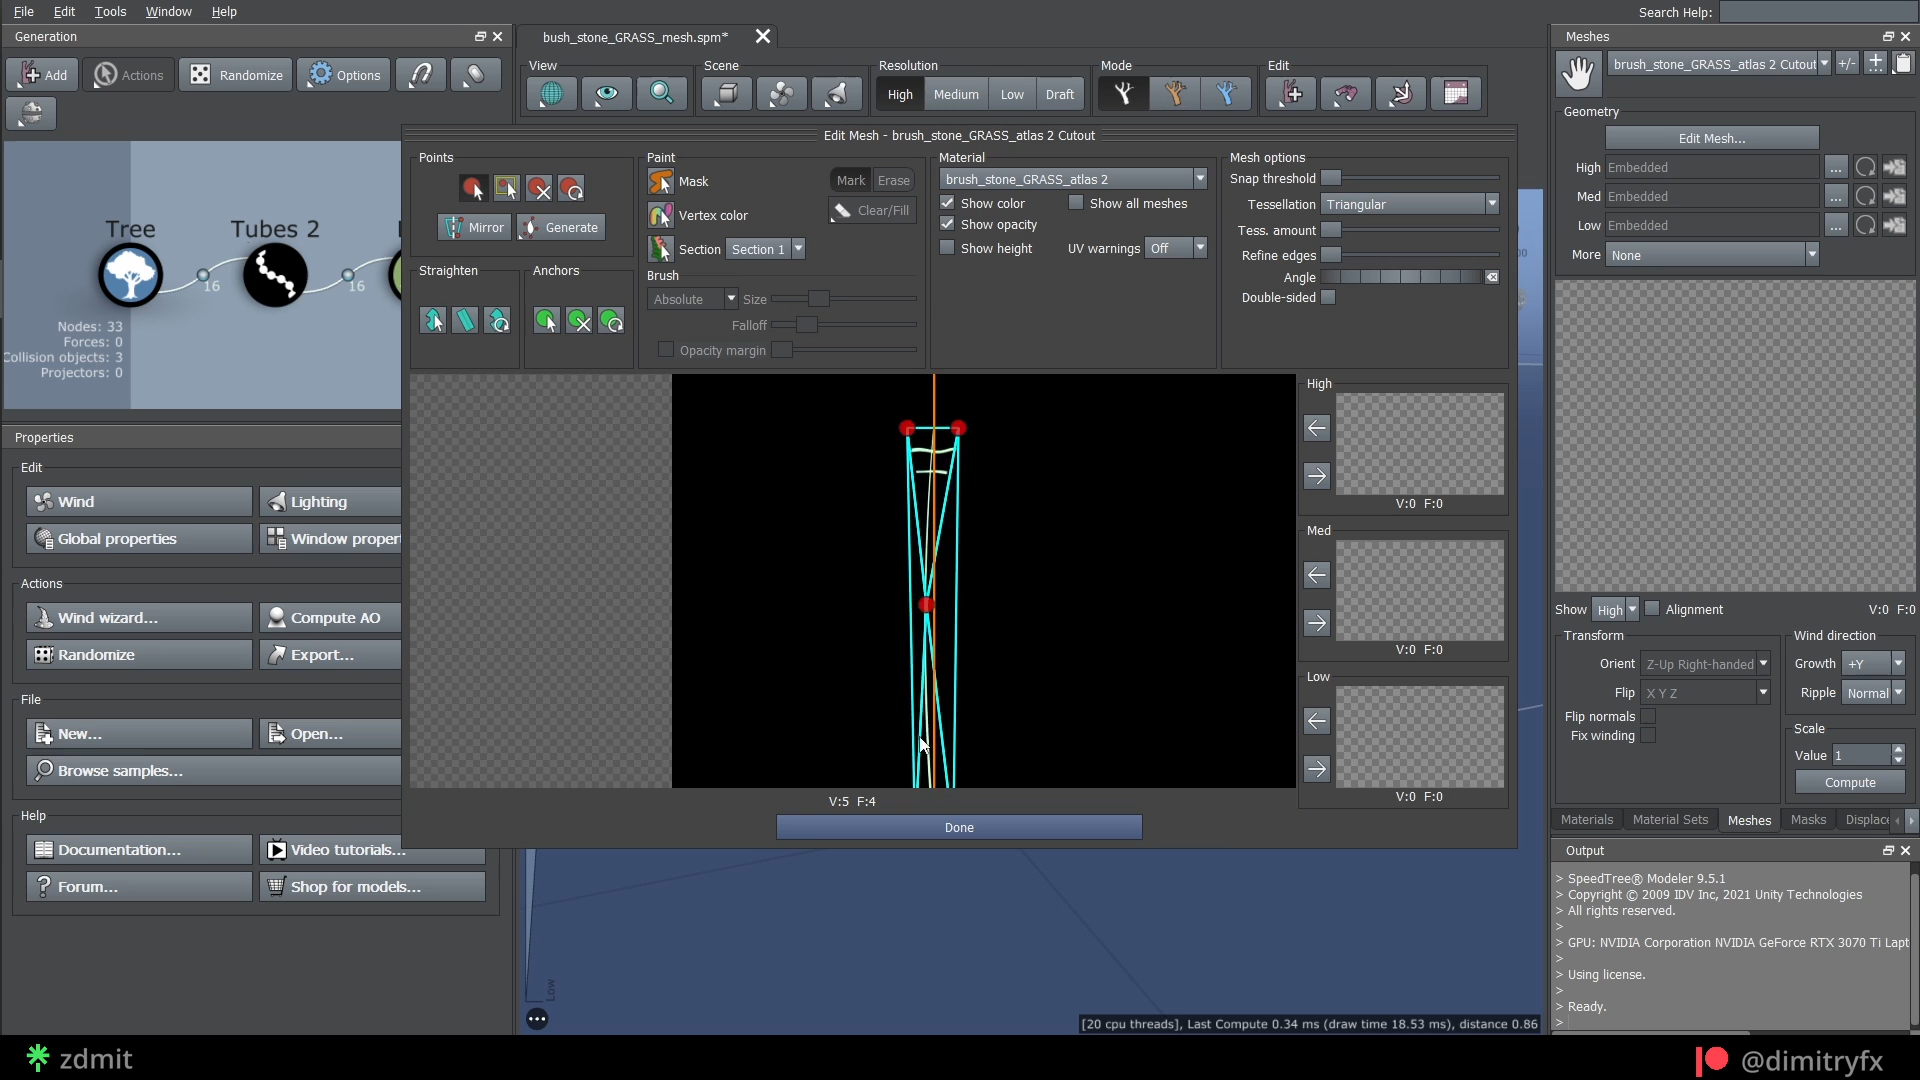 File Edit Tools Window Help
Search Help:
Generation
Add Actions Randomize Options
Tree Tubes 2
16 16
Nodes: 33
Forces: 0
Collision objects: 3
Projectors: 0
Properties
Edit
Wind Lighting
Global properties Window proper
Actions
Wind wizard... Compute AO
Randomize Export...
File
New... Open...
Browse samples...
Help
Documentation... Video tutorials...
Forum... Shop for models...
bush_stone_GRASS_mesh.spm*
View Scene Resolution Mode Edit
High Medium Low Draft
Edit Mesh - brush_stone_GRASS_atlas 2 Cutout
Points
Mirror Generate
Straighten Anchors
Paint
Mask Mark Erase
Vertex color Clear/Fill
Section Section 1
Brush
Absolute Size
Falloff
Opacity margin
Material
brush_stone_GRASS_atlas 2
Show color Show all meshes
Show opacity
Show height UV warnings Off
Mesh options
Snap threshold
Tessellation Triangular
Tess. amount
Refine edges
Angle
Double-sided
High
V:0 F:0
Med
V:0 F:0
Low
V:0 F:0
V:5 F:4
Done
Low
[20 cpu threads], Last Compute 0.34 ms (draw time 18.53 ms), distance 0.86
Meshes
brush_stone_GRASS_atlas 2 Cutout +/-
Geometry
Edit Mesh...
High Embedded ...
Med Embedded ...
Low Embedded ...
More None
Show High Alignment V:0 F:0
Transform
Orient Z-Up Right-handed
Flip X Y Z
Flip normals
Fix winding
Wind direction
Growth +Y
Ripple Normal
Scale
Value 1
Compute
Materials Material Sets Meshes Masks Displace
Output
> SpeedTree® Modeler 9.5.1
> Copyright © 2009 IDV Inc, 2021 Unity Technologies
> All rights reserved.
>
> GPU: NVIDIA Corporation NVIDIA GeForce RTX 3070 Ti Lapt
>
> Using license.
>
> Ready.
>
zdmit
@dimitryfx